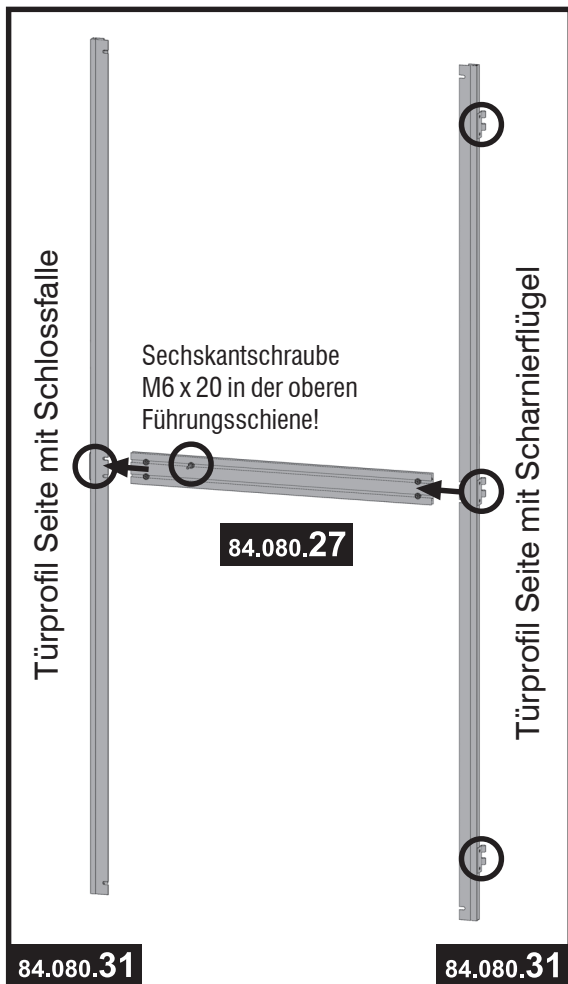 Türprofil Seite mit Schlossfalle
Sechskantschraube
M6 x 20 in der oberen
Führungsschiene!
84.080.27
Türprofil Seite mit Scharnierflügel
84.080.31
84.080.31